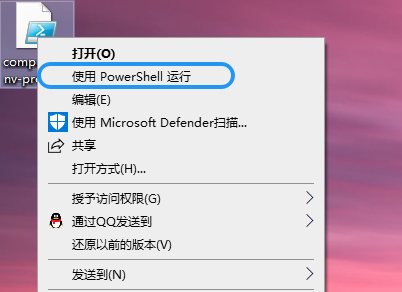 comp
nv-pr
打开(O)
使用 PowerShell 运行
编辑(E)
使用 Microsoft Defender扫描...
共享
打开方式(H)...
授予访问权限(G)
通过QQ发送到
还原以前的版本(V)
发送到(N)